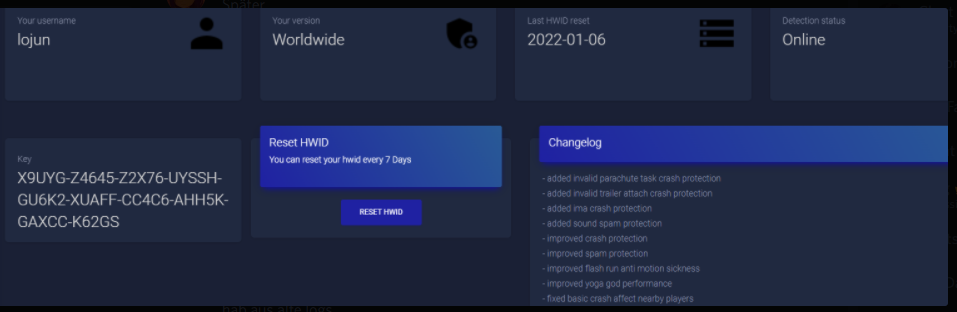 Später
Your username
lojun
Your version
Worldwide
Last HWID reset
2022-01-06
Detection status
Online
Key
X9UYG-Z4645-Z2X76-UYSSH-
GU6K2-XUAFF-CC4C6-AHH5K-
GAXCC-K62GS
Reset HWID
You can reset your hwid every 7 Days
RESET HWID
Changelog
- added invalid parachute task crash protection
- added invalid trailer attach crash protection
- added ima crash protection
- added sound spam protection
- improved crash protection
- improved spam protection
- improved flash run anti motion sickness
- improved yoga god performance
- fixed basic crash affect nearby players